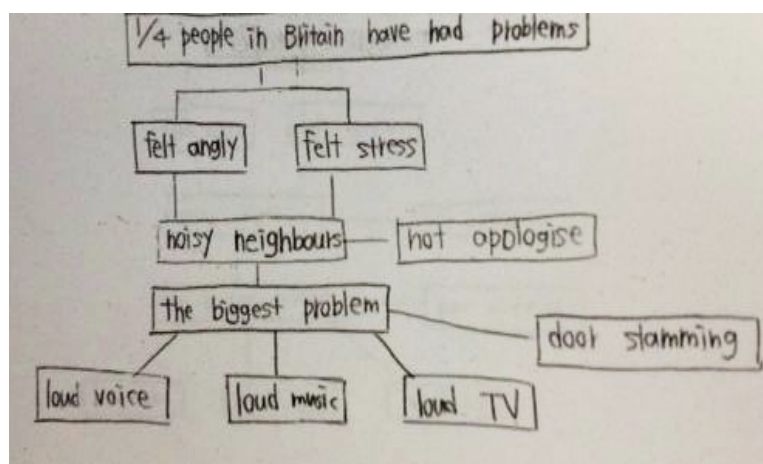 1/4 people in Britain have had problems
felt angly
felt stress
noisy neighbours
not apologise
the biggest problem
door slamming
loud voice
loud music
loud TV